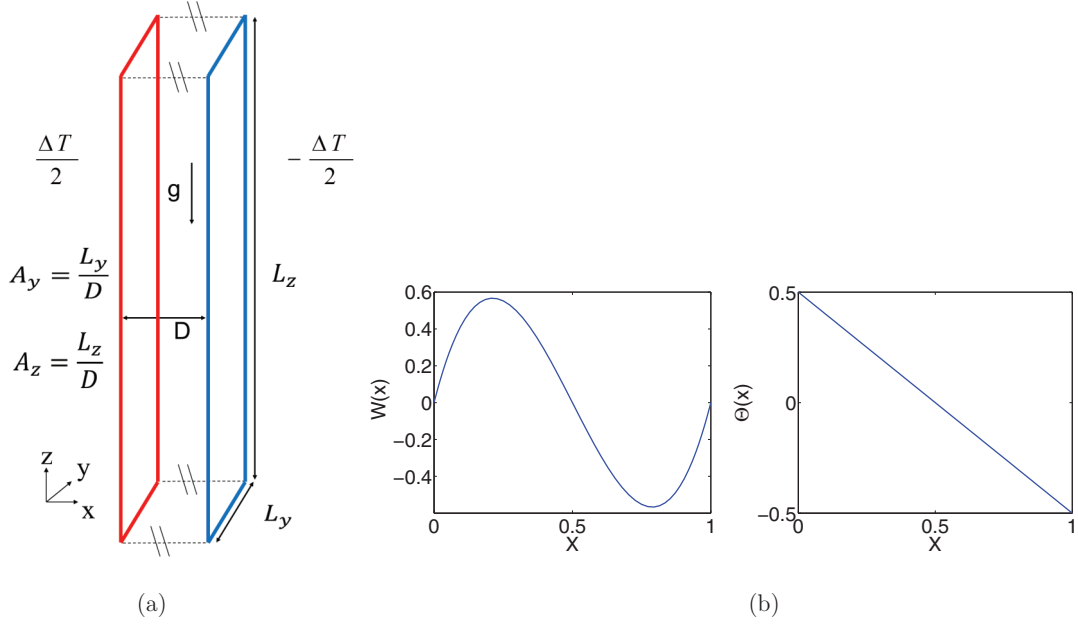 ΔT/2
- ΔT/2
g
A_y = L_y/D
L_z
D
A_z = L_z/D
z
y
x
L_y
(a)
W(x)
0.6
0.4
0.2
0
−0.2
−0.4
0
0.5
1
X
Θ(x)
0.5
0
−0.5
0
0.5
1
X
(b)